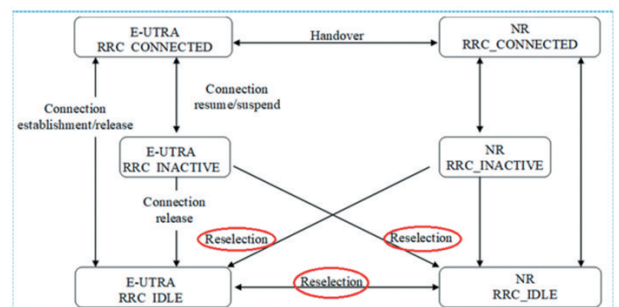 E-UTRA
RRC CONNECTED
Handover
NR
RRC_CONNECTED
Connection
resume/suspend
Connection
establishment/release
E-UTRA
RRC INACTIVE
NR
RRC_INACTIVE
Connection
release
Reselection
Reselection
Reselection
E-UTRA
RRC IDLE
NR
RRC_IDLE